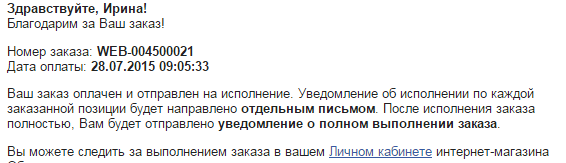 Здравствуйте, Ирина!
Благодарим за Ваш заказ!
Номер заказа: WEB-004500021
Дата оплаты: 28.07.2015 09:05:33
Ваш заказ оплачен и отправлен на исполнение. Уведомление об исполнении по каждой
заказанной позиции будет направлено отдельным письмом. После исполнения заказа
полностью, Вам будет отправлено уведомление о полном выполнении заказа.
Вы можете следить за выполнением заказа в вашем Личном кабинете интернет-магазина